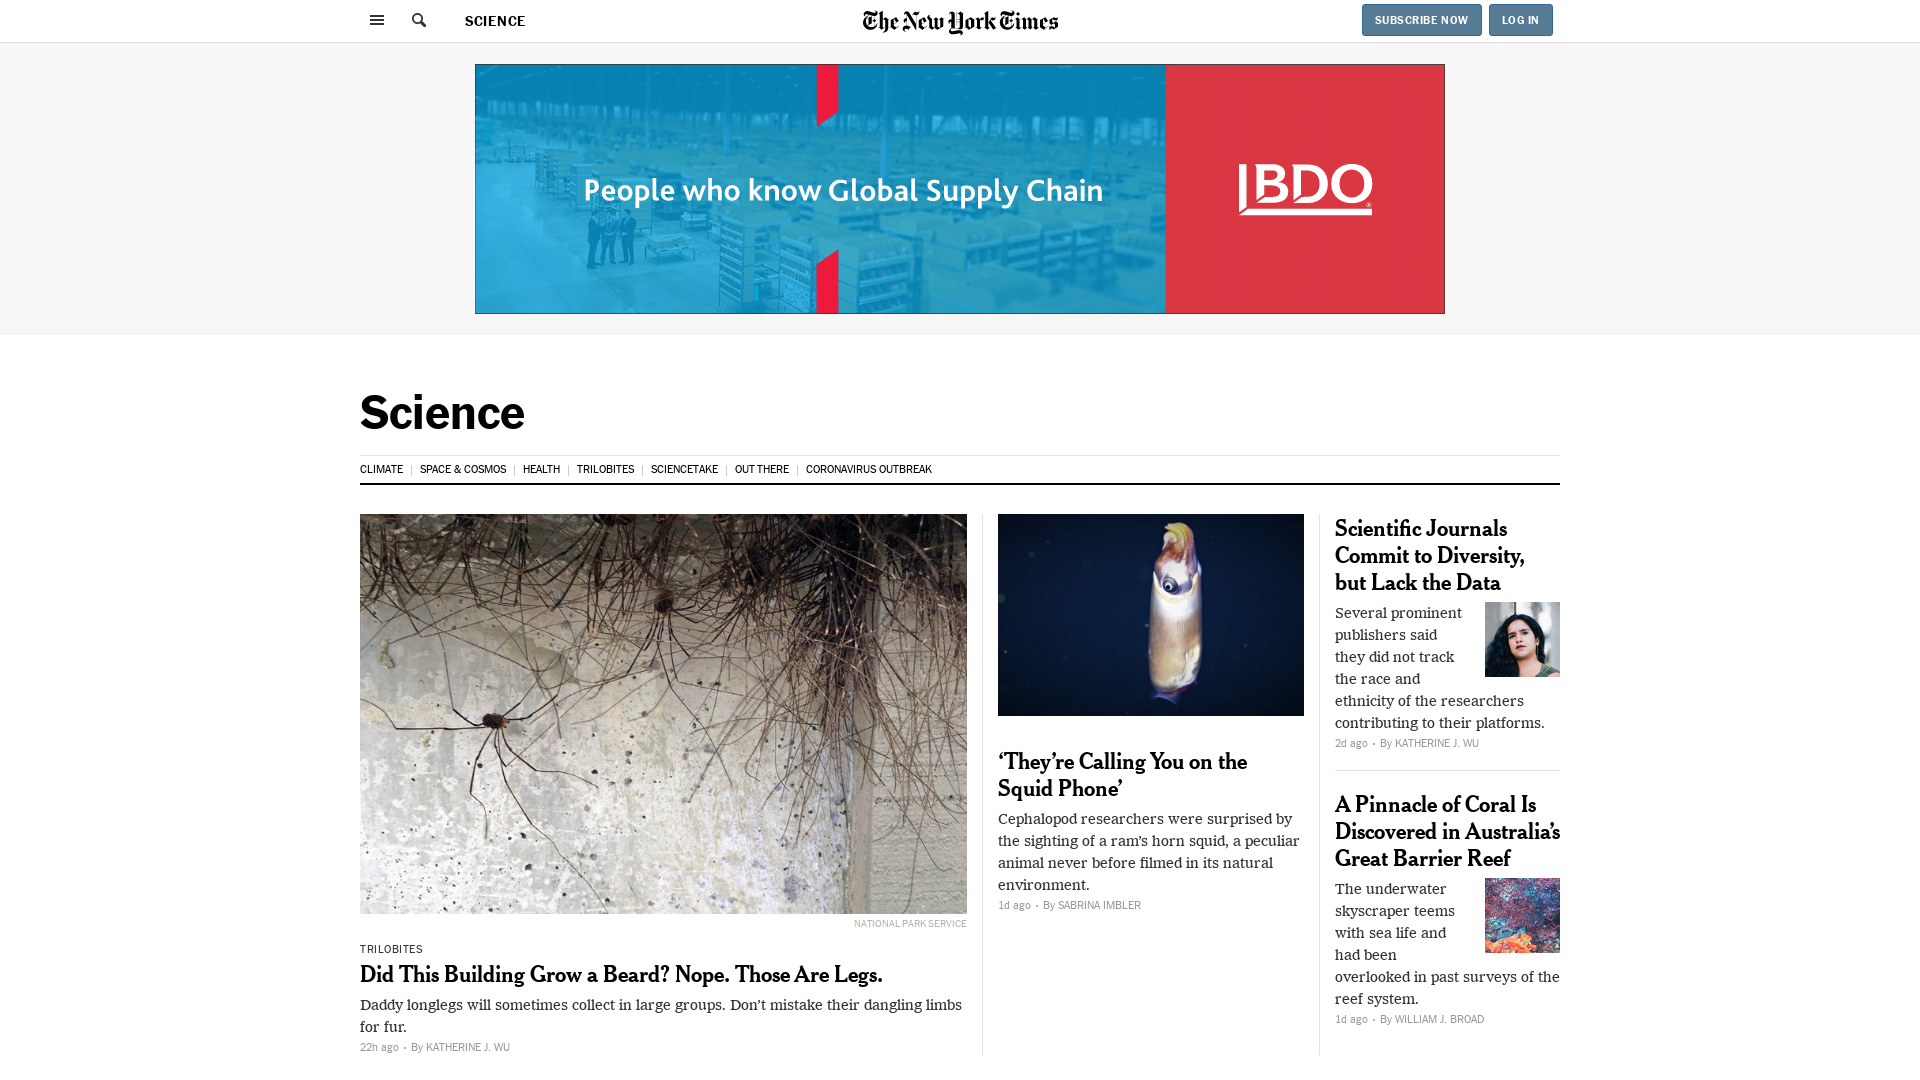 SCIENCE
The New York Times
SUBSCRIBE NOW
LOG IN
People who know Global Supply Chain
BDO
Science
CLIMATE
SPACE & COSMOS
HEALTH
TRILOBITES
SCIENCETAKE
OUT THERE
CORONAVIRUS OUTBREAK
NATIONAL PARK SERVICE
TRILOBITES
Did This Building Grow a Beard? Nope. Those Are Legs.
Daddy longlegs will sometimes collect in large groups. Don’t mistake their dangling limbs
for fur.
22h ago • By KATHERINE J. WU
‘They’re Calling You on the
Squid Phone’
Cephalopod researchers were surprised by
the sighting of a ram’s horn squid, a peculiar
animal never before filmed in its natural
environment.
1d ago • By SABRINA IMBLER
Scientific Journals
Commit to Diversity,
but Lack the Data
Several prominent
publishers said
they did not track
the race and
ethnicity of the researchers
contributing to their platforms.
2d ago • By KATHERINE J. WU
A Pinnacle of Coral Is
Discovered in Australia’s
Great Barrier Reef
The underwater
skyscraper teems
with sea life and
had been
overlooked in past surveys of the
reef system.
1d ago • By WILLIAM J. BROAD